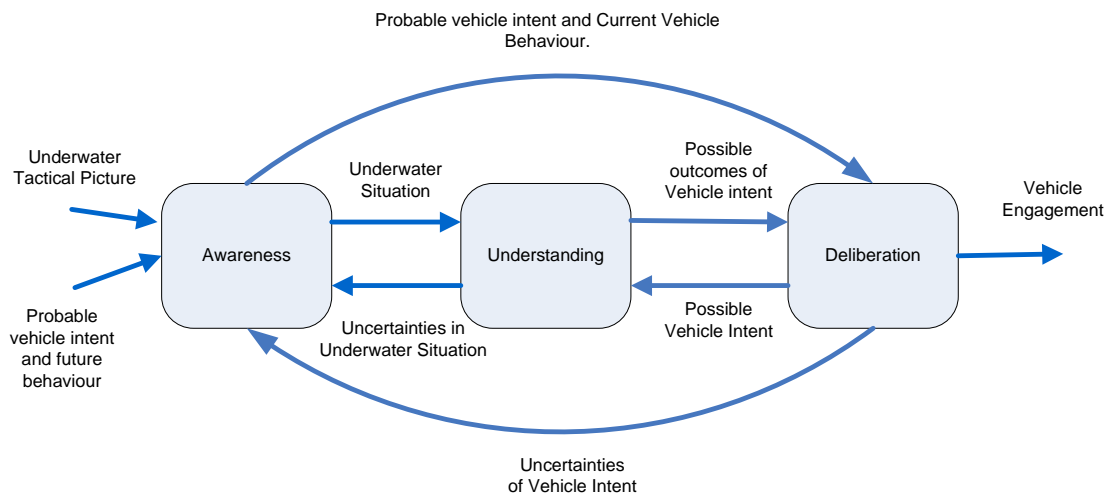 Probable vehicle intent and Current Vehicle
Behaviour.
Underwater
Tactical Picture
Underwater
Situation
Possible
outcomes of
Vehicle intent
Vehicle
Engagement
Awareness
Understanding
Deliberation
Probable
vehicle intent
and future
behaviour
Uncertainties in
Underwater Situation
Possible
Vehicle Intent
Uncertainties
of Vehicle Intent